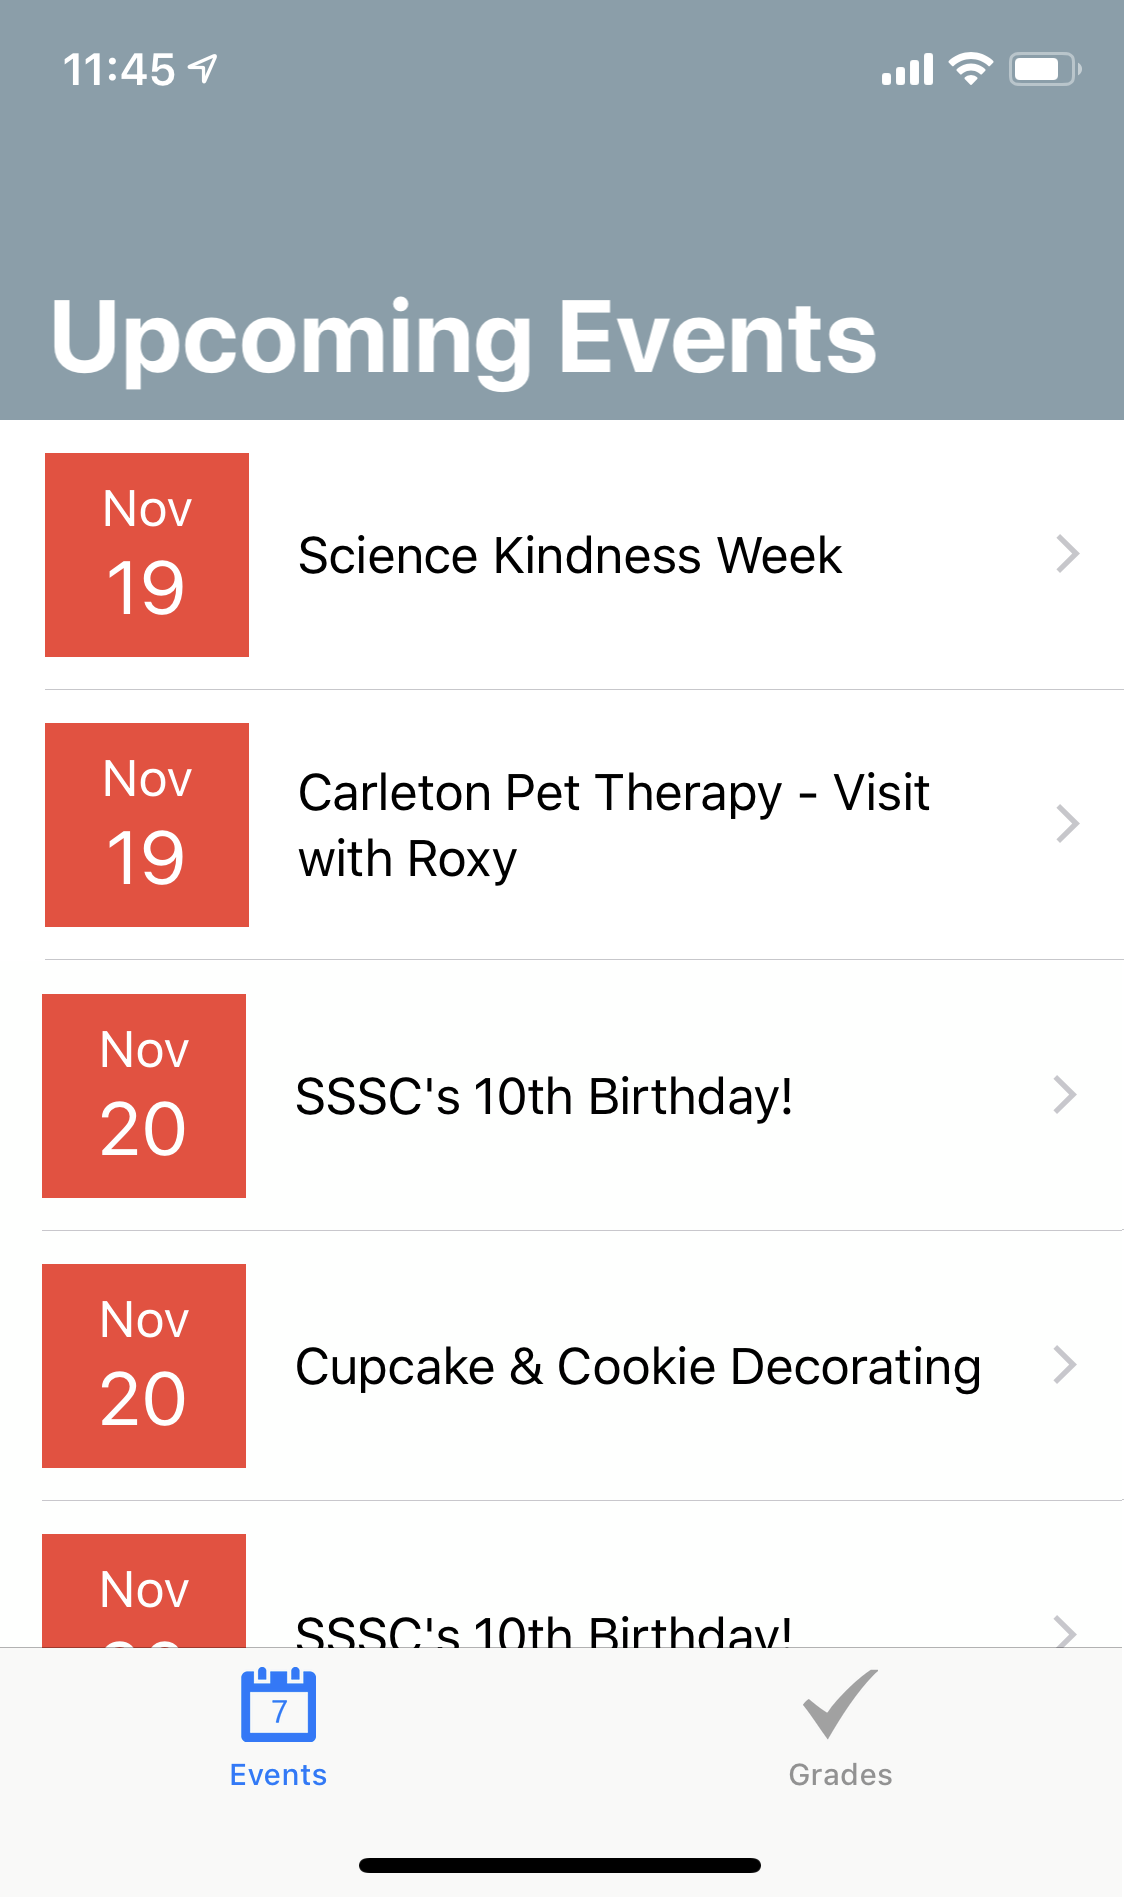 11:45
Upcoming Events
Nov
19
Science Kindness Week
Nov
19
Carleton Pet Therapy - Visit
with Roxy
Nov
20
SSSC's 10th Birthday!
Nov
20
Cupcake & Cookie Decorating
Nov
SSSC's 10th Birthday!
7
Events
Grades